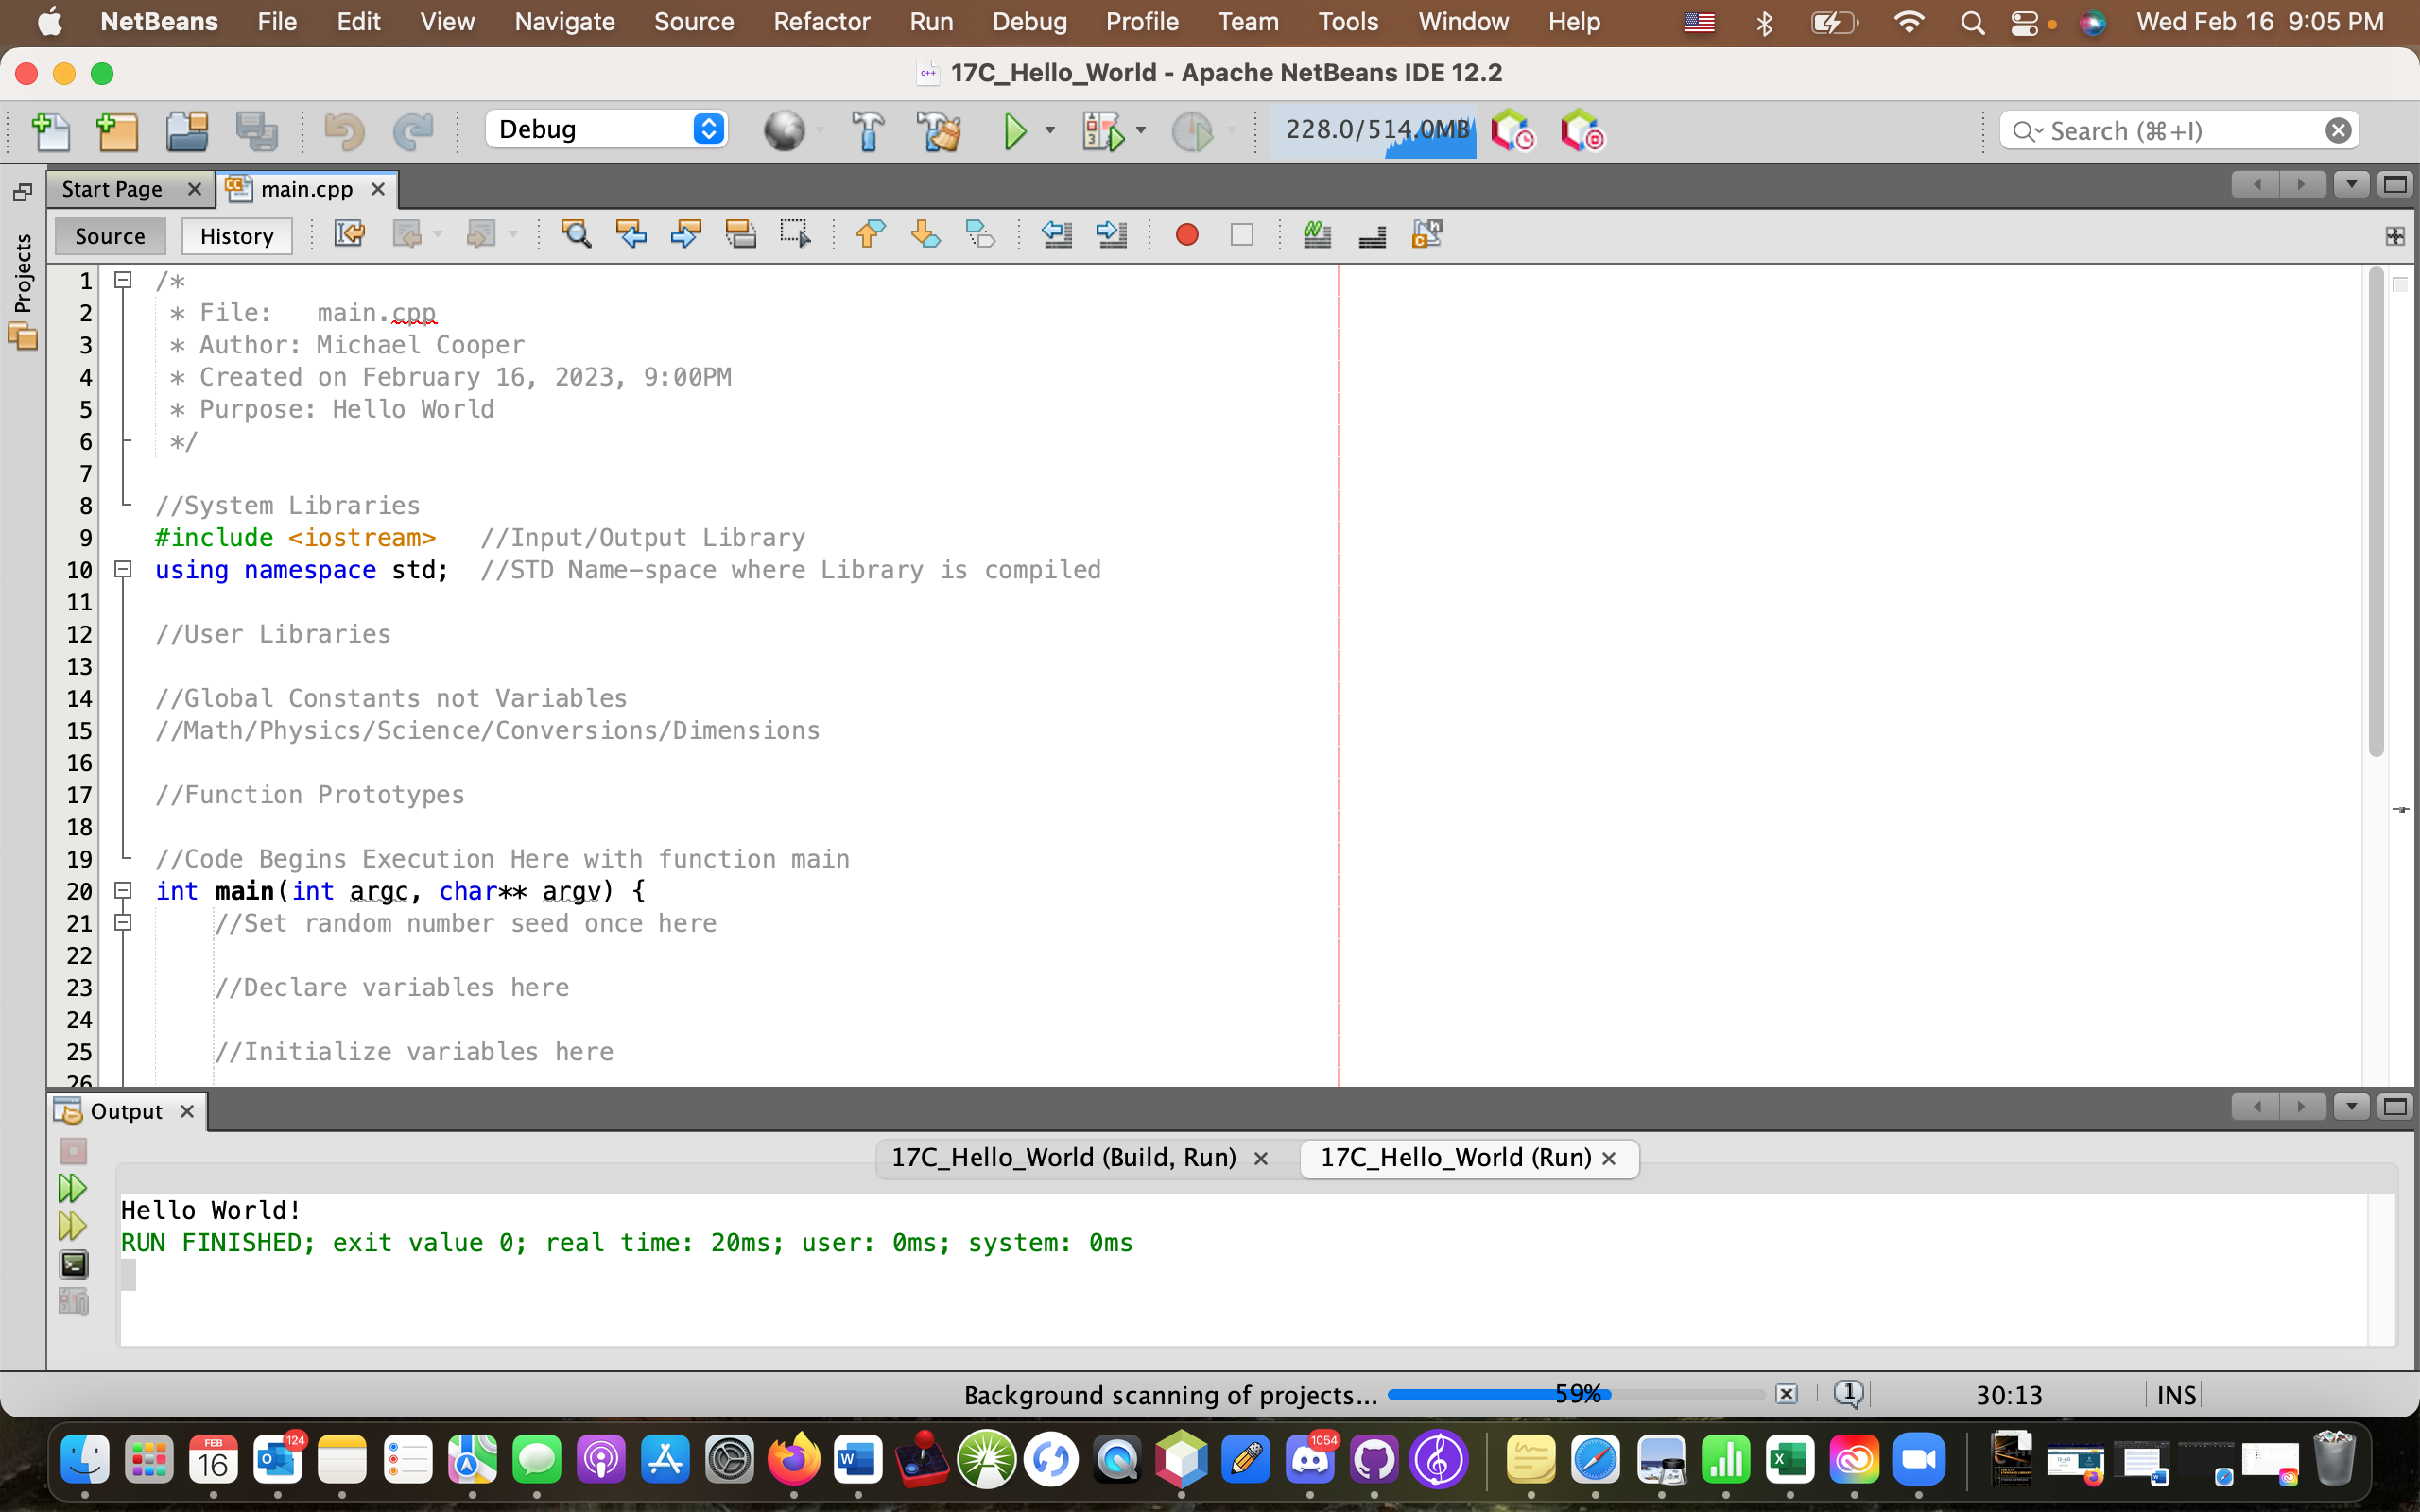 NetBeans File Edit View Navigate Source Refactor Run Debug Profile Team Tools Window Help Wed Feb 16 9:05 PM
17C_Hello_World - Apache NetBeans IDE 12.2
Debug 228.0/514.0MB Search (⌘+I)
Start Page main.cpp
Source History
Projects
1 /*
2 * File: main.cpp
3 * Author: Michael Cooper
4 * Created on February 16, 2023, 9:00PM
5 * Purpose: Hello World
6 */
7
8 //System Libraries
9 #include <iostream> //Input/Output Library
10 using namespace std; //STD Name-space where Library is compiled
11
12 //User Libraries
13
14 //Global Constants not Variables
15 //Math/Physics/Science/Conversions/Dimensions
16
17 //Function Prototypes
18
19 //Code Begins Execution Here with function main
20 int main(int argc, char** argv) {
21 //Set random number seed once here
22
23 //Declare variables here
24
25 //Initialize variables here
26
Output
17C_Hello_World (Build, Run) 17C_Hello_World (Run)
Hello World!
RUN FINISHED; exit value 0; real time: 20ms; user: 0ms; system: 0ms
Background scanning of projects... 59% 1 30:13 INS
FEB
16
124
1054